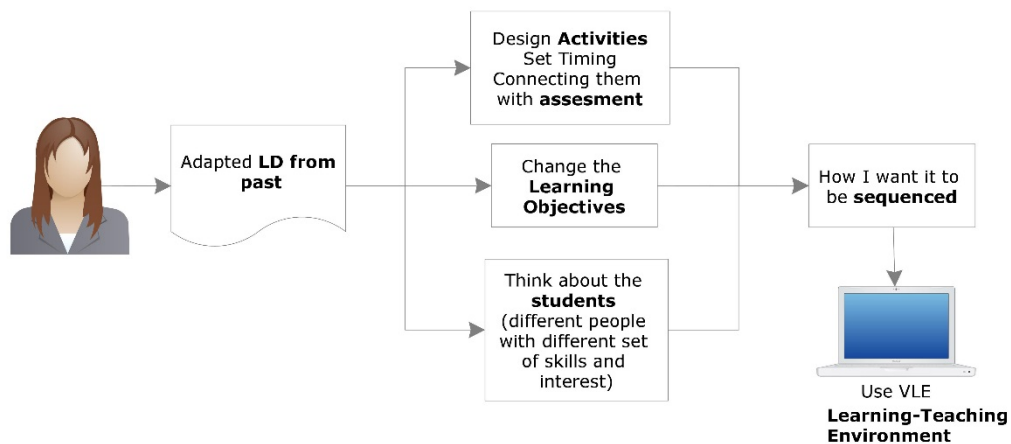 Adapted LD from
past
Design Activities
Set Timing
Connecting them
with assesment
Change the
Learning
Objectives
Think about the
students
(different people
with different set
of skills and
interest)
How I want it to
be sequenced
Use VLE
Learning-Teaching
Environment